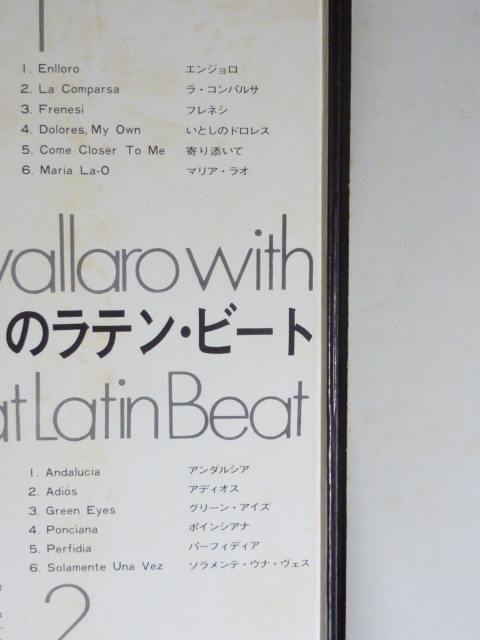 1
1. Enlloro エンジョロ
2. La Comparsa ラ・コンパルサ
3. Frenesi フレネシ
4. Dolores, My Own いとしのドロレス
5. Come Closer To Me 寄り添いて
6. Maria La-O マリア・ラオ
vallaro with
のラテン・ビート
at Latin Beat
1. Andalucia アンダルシア
2. Adiós アディオス
3. Green Eyes グリーン・アイズ
4. Ponciana ポインシアナ
5. Perfidia パーフィディア
6. Solamente Una Vez ソラメンテ・ウナ・ヴェス
2